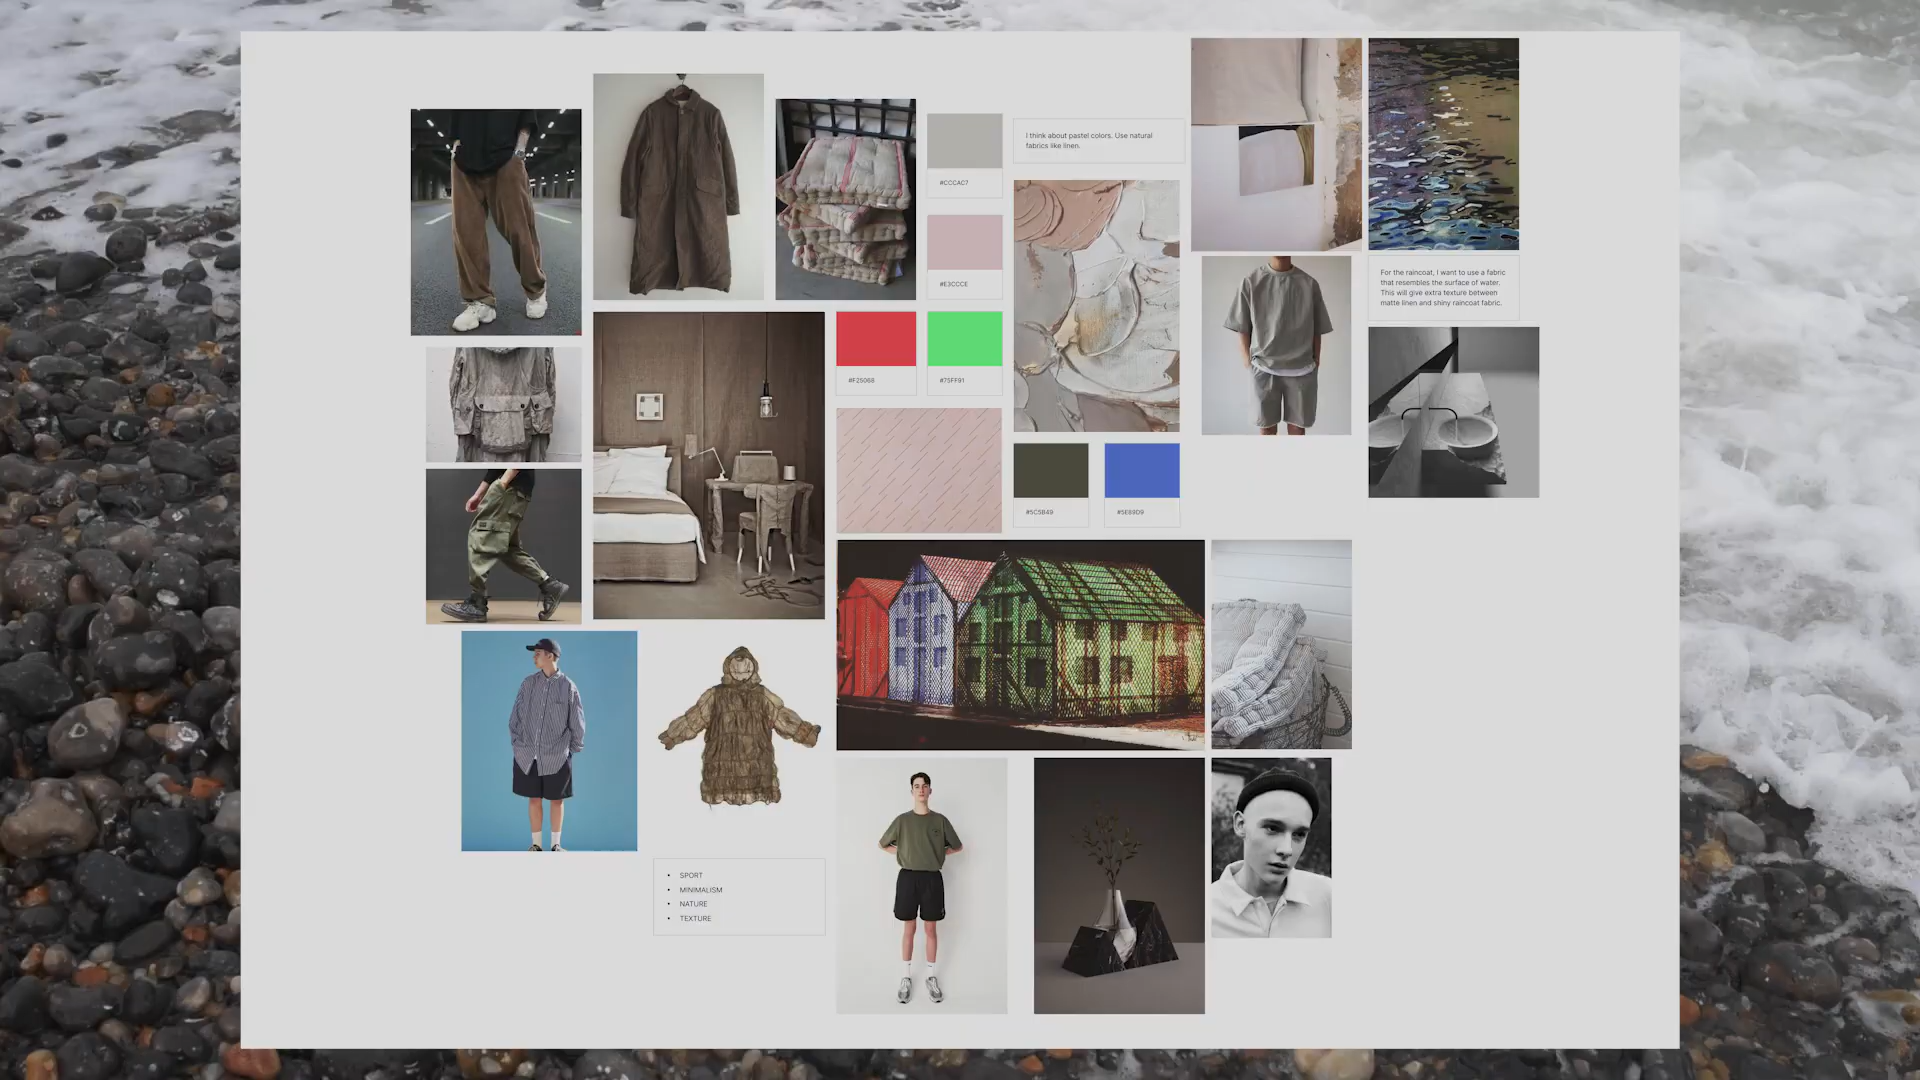 I think about pastel colors. Use natural
fabrics like linen.
#CCCAC7
#E3CCCE
For the raincoat, I want to use a fabric
that resembles the surface of water.
This will give extra texture between
matte linen and shiny raincoat fabric.
#F25068
#75FF91
#5C5B49
#5E89D9
• SPORT
• MINIMALISM
• NATURE
• TEXTURE